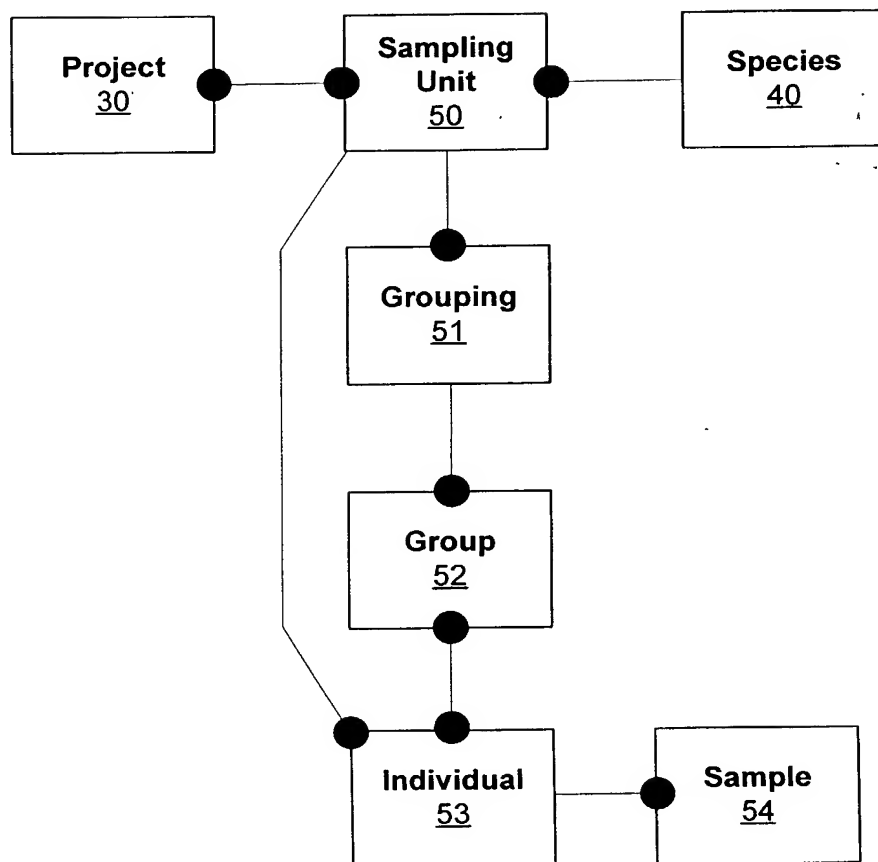 Project
30
Sampling
Unit
50
Species
40
Grouping
51
Group
52
Individual
53
Sample
54